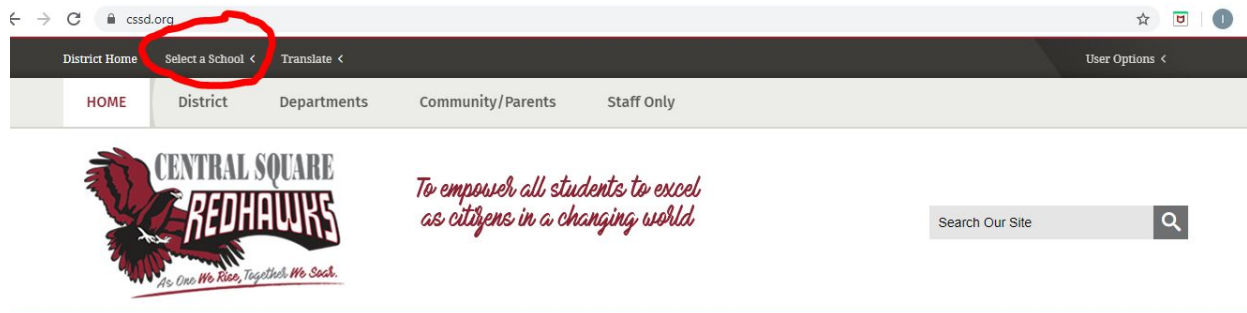 cssd.org
District Home Select a School < Translate < User Options <
HOME District Departments Community/Parents Staff Only
CENTRAL SQUARE
REDHAWKS
As One We Rise, Together We Soar.
To empower all students to excel
as citizens in a changing world
Search Our Site